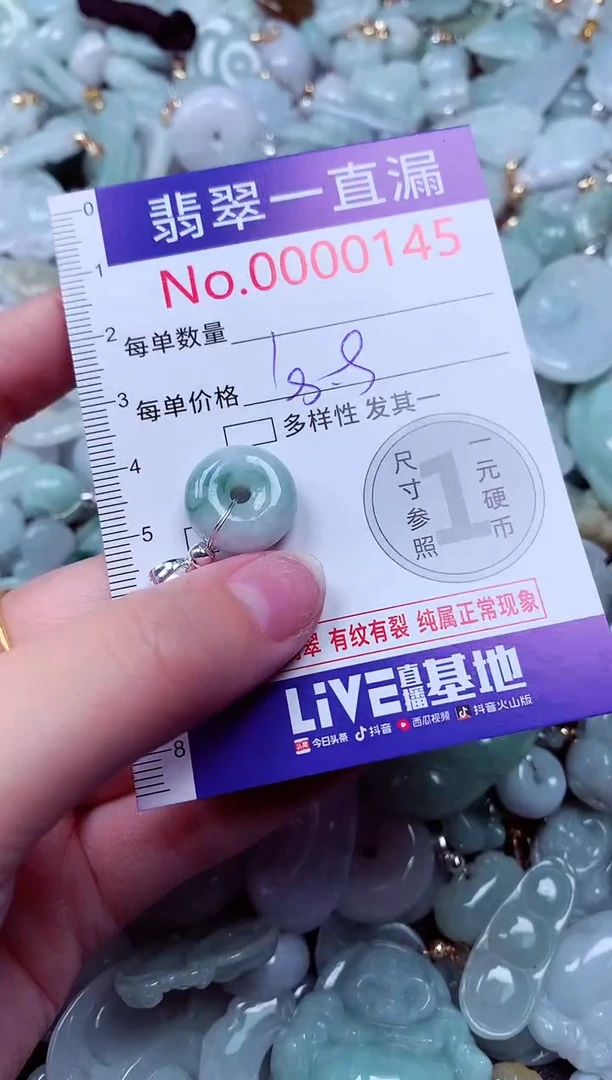 翡翠一直漏
No.0000145
0
1
2
3
4
5
8
每单数量
每单价格
多样性 发其一
尺寸参照
1
一元硬币
翠 有纹有裂 纯属正常现象
LiVE直播基地
头条 今日头条 抖音 西瓜视频 抖音火山版